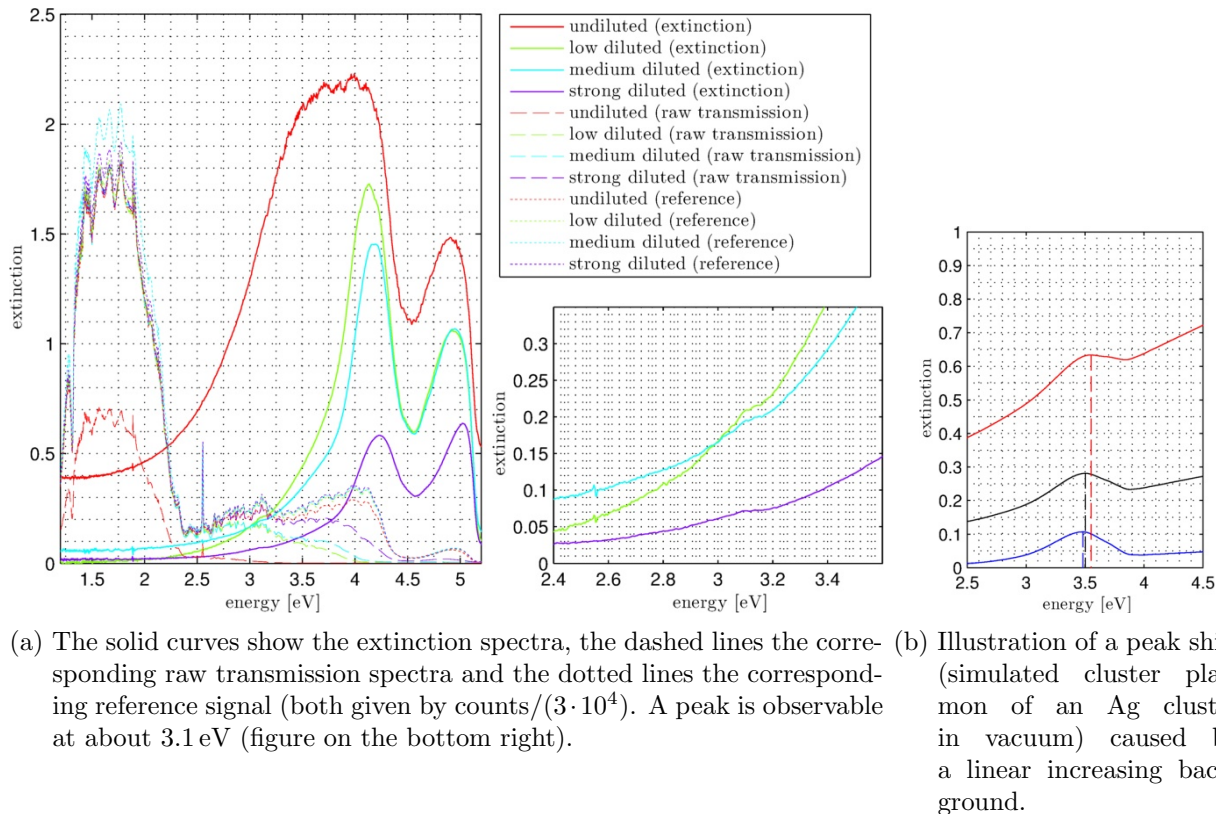 2.5
2
1.5
1
0.5
0
extinction
1.5 2 2.5 3 3.5 4 4.5 5
energy [eV]
undiluted (extinction)
low diluted (extinction)
medium diluted (extinction)
strong diluted (extinction)
undiluted (raw transmission)
low diluted (raw transmission)
medium diluted (raw transmission)
strong diluted (raw transmission)
undiluted (reference)
low diluted (reference)
medium diluted (reference)
strong diluted (reference)
0.3
0.25
0.2
0.15
0.1
0.05
0
extinction
2.4 2.6 2.8 3 3.2 3.4
energy [eV]
1
0.9
0.8
0.7
0.6
0.5
0.4
0.3
0.2
0.1
0
extinction
2.5 3 3.5 4 4.5
energy [eV]
(a) The solid curves show the extinction spectra, the dashed lines the corre-
sponding raw transmission spectra and the dotted lines the correspond-
ing reference signal (both given by counts/(3·10⁴). A peak is observable
at about 3.1 eV (figure on the bottom right).
(b) Illustration of a peak shi
(simulated cluster pla
mon of an Ag clust
in vacuum) caused b
a linear increasing bac
ground.